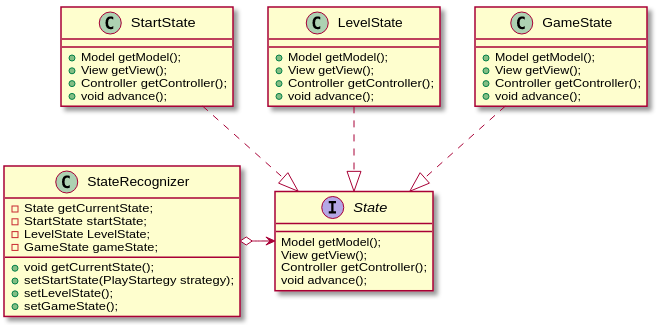 C StartState
Model getModel();
View getView();
Controller getController();
void advance();
C LevelState
Model getModel();
View getView();
Controller getController();
void advance();
C GameState
Model getModel();
View getView();
Controller getController();
void advance();
C StateRecognizer
State getCurrentState;
StartState startState;
LevelState LevelState;
GameState gameState;
void getCurrentState();
setStartState(PlayStartegy strategy);
setLevelState();
setGameState();
I State
Model getModel();
View getView();
Controller getController();
void advance();